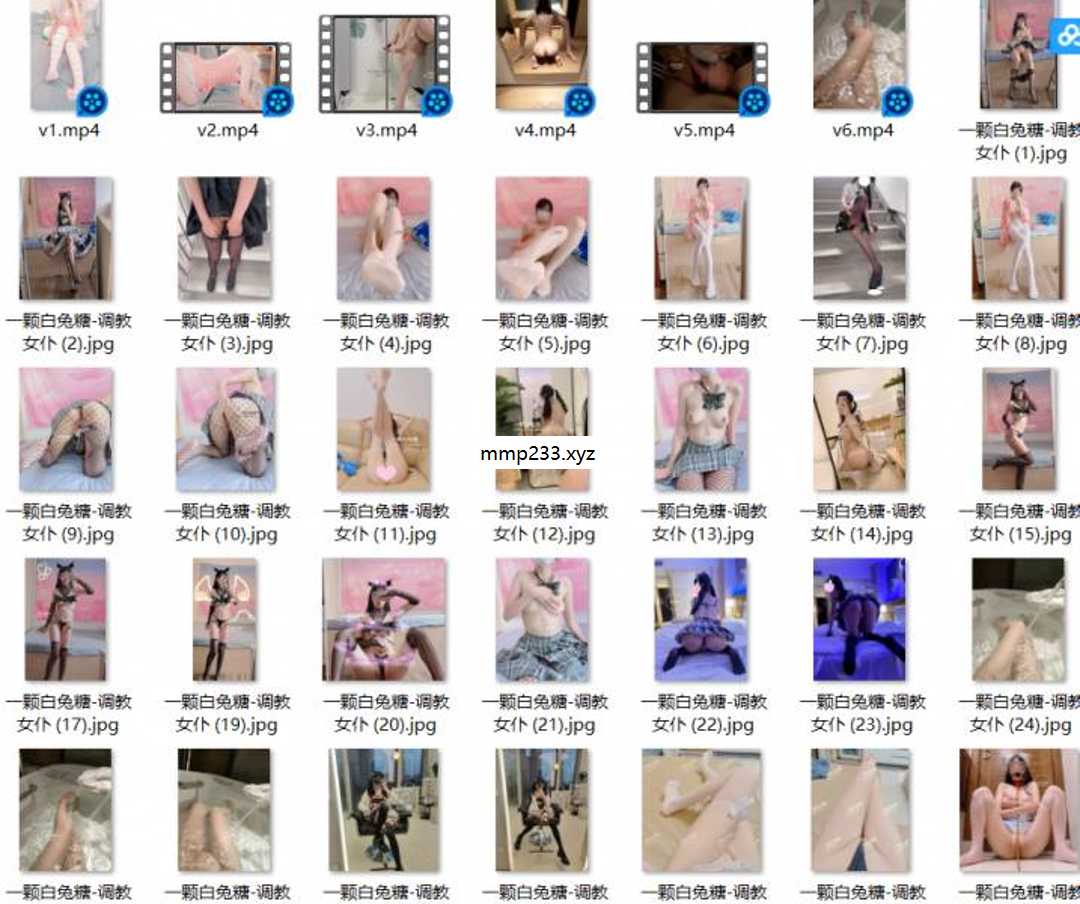 v1.mp4
v2.mp4
v3.mp4
v4.mp4
v5.mp4
v6.mp4
一颗白兔糖-调教
女仆 (1).jpg
一颗白兔糖-调教
女仆 (2).jpg
一颗白兔糖-调教
女仆 (3).jpg
一颗白兔糖-调教
女仆 (4).jpg
一颗白兔糖-调教
女仆 (5).jpg
一颗白兔糖-调教
女仆 (6).jpg
一颗白兔糖-调教
女仆 (7).jpg
一颗白兔糖-调教
女仆 (8).jpg
mmp233.xyz
一颗白兔糖-调教
女仆 (9).jpg
一颗白兔糖-调教
女仆 (10).jpg
一颗白兔糖-调教
女仆 (11).jpg
一颗白兔糖-调教
女仆 (12).jpg
一颗白兔糖-调教
女仆 (13).jpg
一颗白兔糖-调教
女仆 (14).jpg
一颗白兔糖-调教
女仆 (15).jpg
一颗白兔糖-调教
女仆 (17).jpg
一颗白兔糖-调教
女仆 (19).jpg
一颗白兔糖-调教
女仆 (20).jpg
一颗白兔糖-调教
女仆 (21).jpg
一颗白兔糖-调教
女仆 (22).jpg
一颗白兔糖-调教
女仆 (23).jpg
一颗白兔糖-调教
女仆 (24).jpg
一颗白兔糖-调教
一颗白兔糖-调教
一颗白兔糖-调教
一颗白兔糖-调教
一颗白兔糖-调教
一颗白兔糖-调教
一颗白兔糖-调教